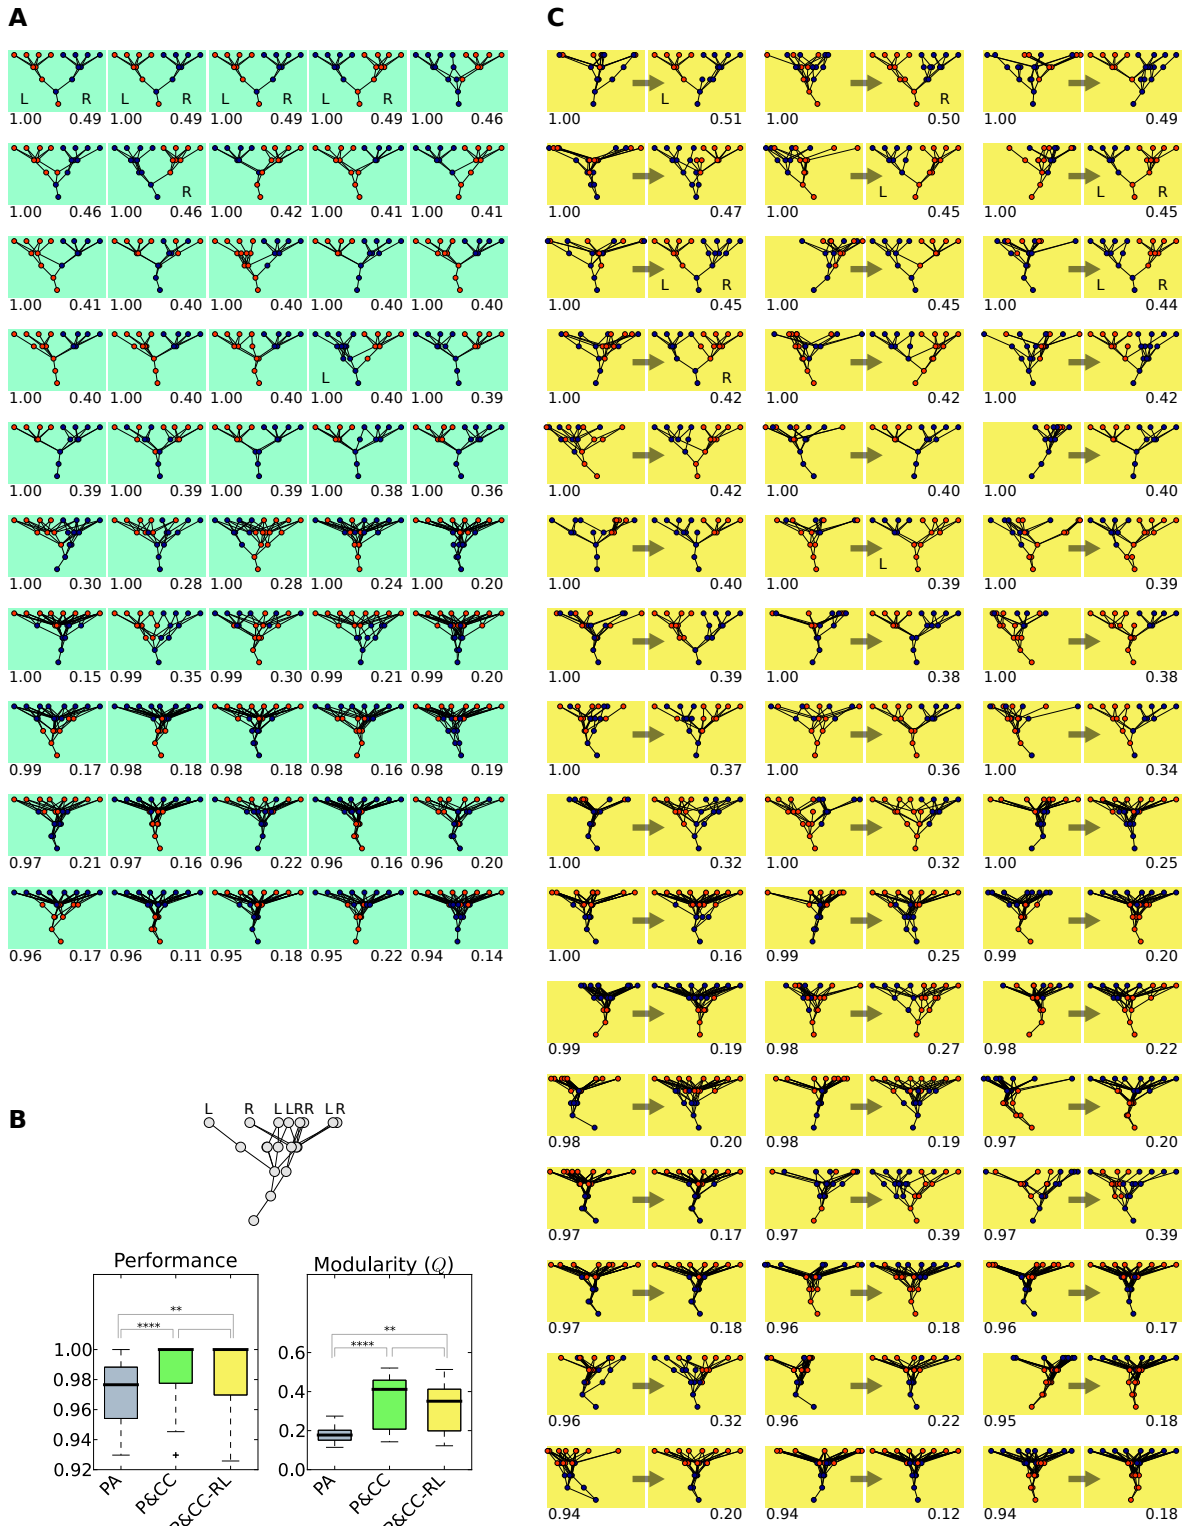 A
L R L R L R L R
1.00 0.49 1.00 0.49 1.00 0.49 1.00 0.49 1.00 0.46
R
1.00 0.46 1.00 0.46 1.00 0.42 1.00 0.41 1.00 0.41
1.00 0.41 1.00 0.40 1.00 0.40 1.00 0.40 1.00 0.40
L
1.00 0.40 1.00 0.40 1.00 0.40 1.00 0.40 1.00 0.39
1.00 0.39 1.00 0.39 1.00 0.39 1.00 0.38 1.00 0.36
1.00 0.30 1.00 0.28 1.00 0.28 1.00 0.24 1.00 0.20
1.00 0.15 0.99 0.35 0.99 0.30 0.99 0.21 0.99 0.20
0.99 0.17 0.98 0.18 0.98 0.18 0.98 0.16 0.98 0.19
0.97 0.21 0.97 0.16 0.96 0.22 0.96 0.16 0.96 0.20
0.96 0.17 0.96 0.11 0.95 0.18 0.95 0.22 0.94 0.14
B
L R L L R R L R
Performance
**
****
1.00
0.98
0.96
0.94
0.92
PA P&CC P&CC-RL
Modularity (Q)
**
****
0.6
0.4
0.2
0.0
PA P&CC P&CC-RL
C
L R
1.00 0.51 1.00 0.50 1.00 0.49
L L R
1.00 0.47 1.00 0.45 1.00 0.45
L R L R
1.00 0.45 1.00 0.45 1.00 0.44
R
1.00 0.42 1.00 0.42 1.00 0.42
1.00 0.42 1.00 0.40 1.00 0.40
L
1.00 0.40 1.00 0.39 1.00 0.39
1.00 0.39 1.00 0.38 1.00 0.38
1.00 0.37 1.00 0.36 1.00 0.34
1.00 0.32 1.00 0.32 1.00 0.25
1.00 0.16 0.99 0.25 0.99 0.20
0.99 0.19 0.98 0.27 0.98 0.22
0.98 0.20 0.98 0.19 0.97 0.20
0.97 0.17 0.97 0.39 0.97 0.39
0.97 0.18 0.96 0.18 0.96 0.17
0.96 0.32 0.96 0.22 0.95 0.18
0.94 0.20 0.94 0.12 0.94 0.18